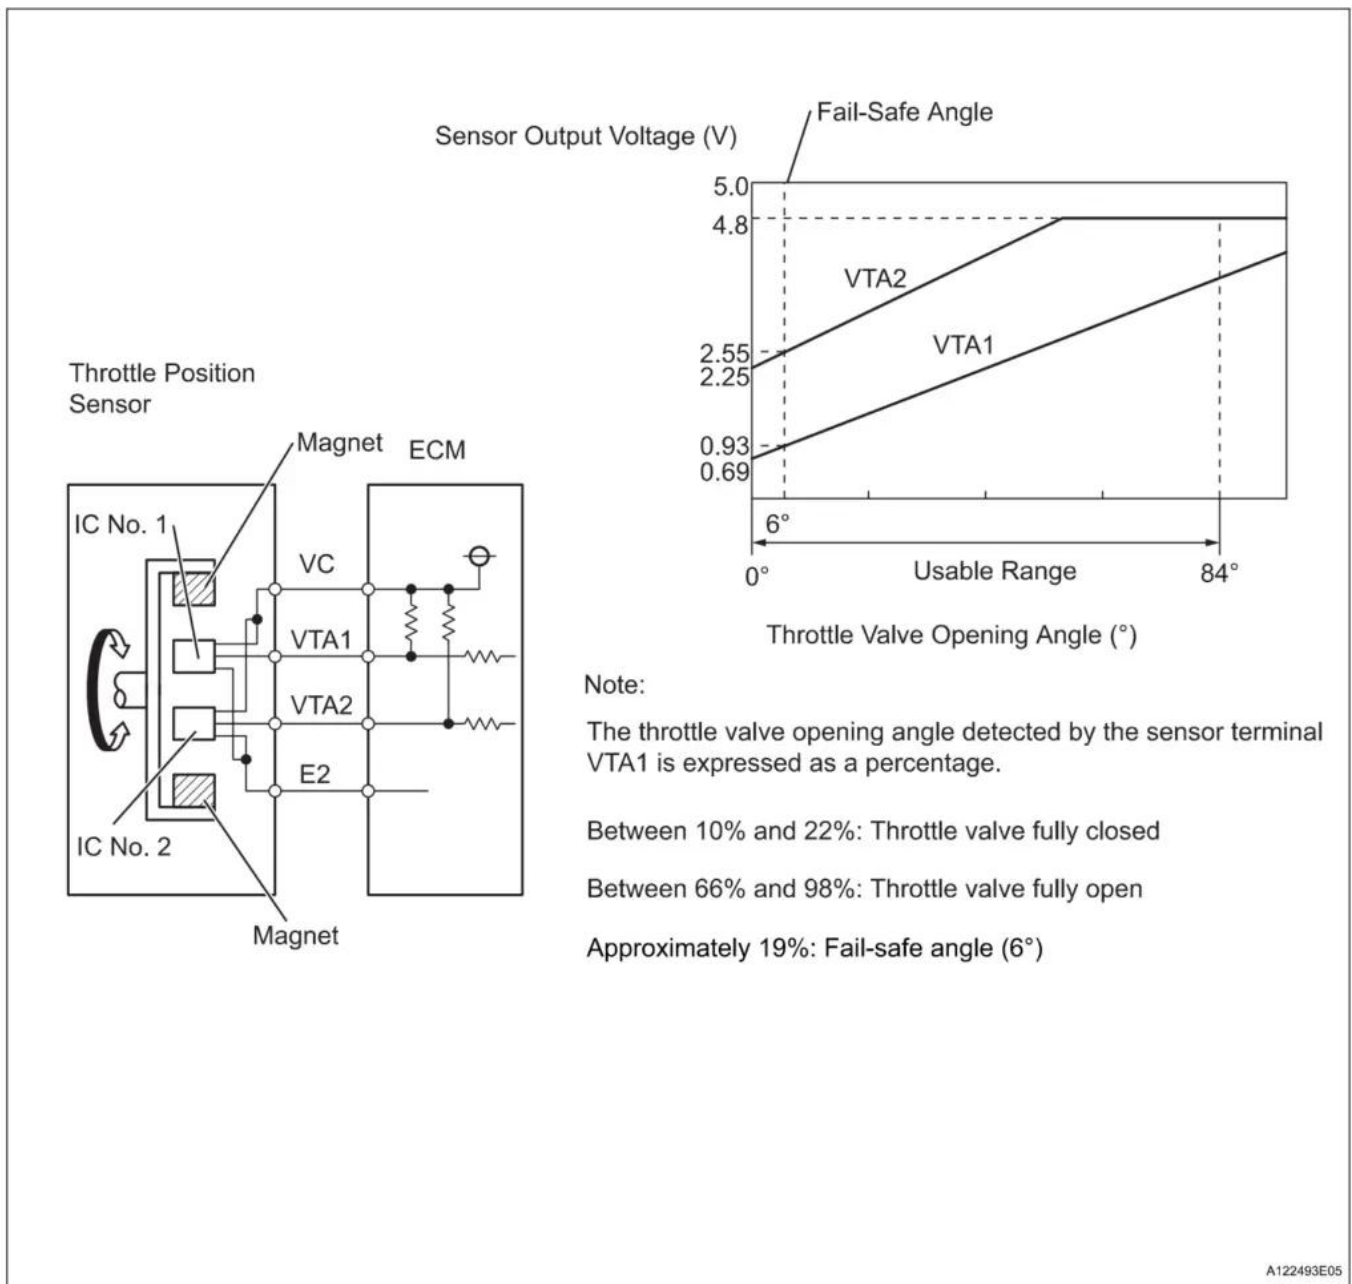 Fail-Safe Angle
Sensor Output Voltage (V)
5.0
4.8
VTA2
VTA1
2.55
2.25
0.93
0.69
6°
0°
Usable Range
84°
Throttle Valve Opening Angle (°)
Throttle Position
Sensor
Magnet
ECM
IC No. 1
VC
VTA1
VTA2
E2
IC No. 2
Magnet
Note:
The throttle valve opening angle detected by the sensor terminal
VTA1 is expressed as a percentage.
Between 10% and 22%: Throttle valve fully closed
Between 66% and 98%: Throttle valve fully open
Approximately 19%: Fail-safe angle (6°)
A122493E05